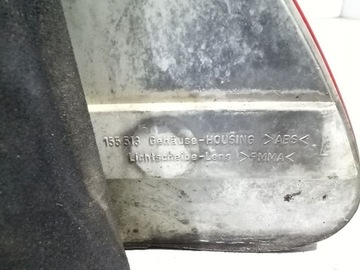 155 513 Gehäuse-HOUSING >ABS<
Lichtscheibe-Lens >PMMA<